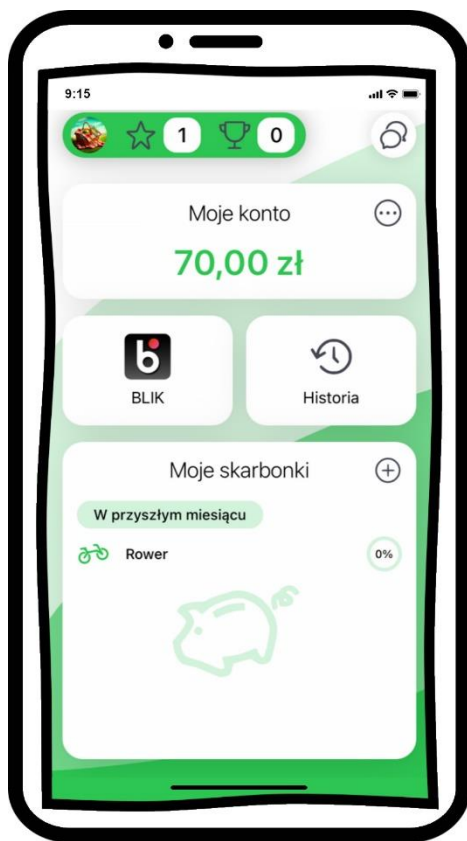 9:15
1 0
Moje konto
70,00 zł
BLIK Historia
Moje skarbonki
W przyszłym miesiącu
Rower 0%